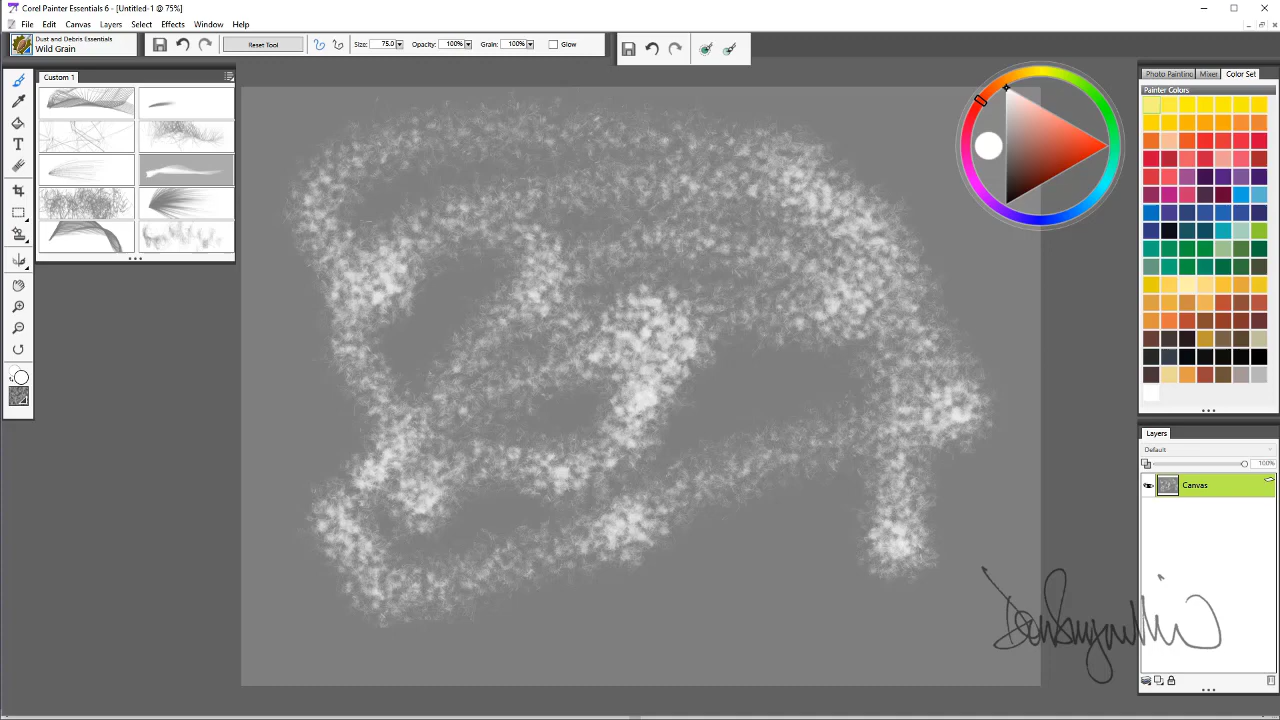 Corel Painter Essentials 6 - [Untitled-1 @ 75%]
File Edit Canvas Layers Select Effects Window Help
Dust and Debris Essentials
Wild Grain
Reset Tool
Size: 75.0
Opacity: 100%
Grain: 100%
Glow
Custom 1
Photo Painting Mixer Color Set
Painter Colors
Layers
Default
100%
Canvas